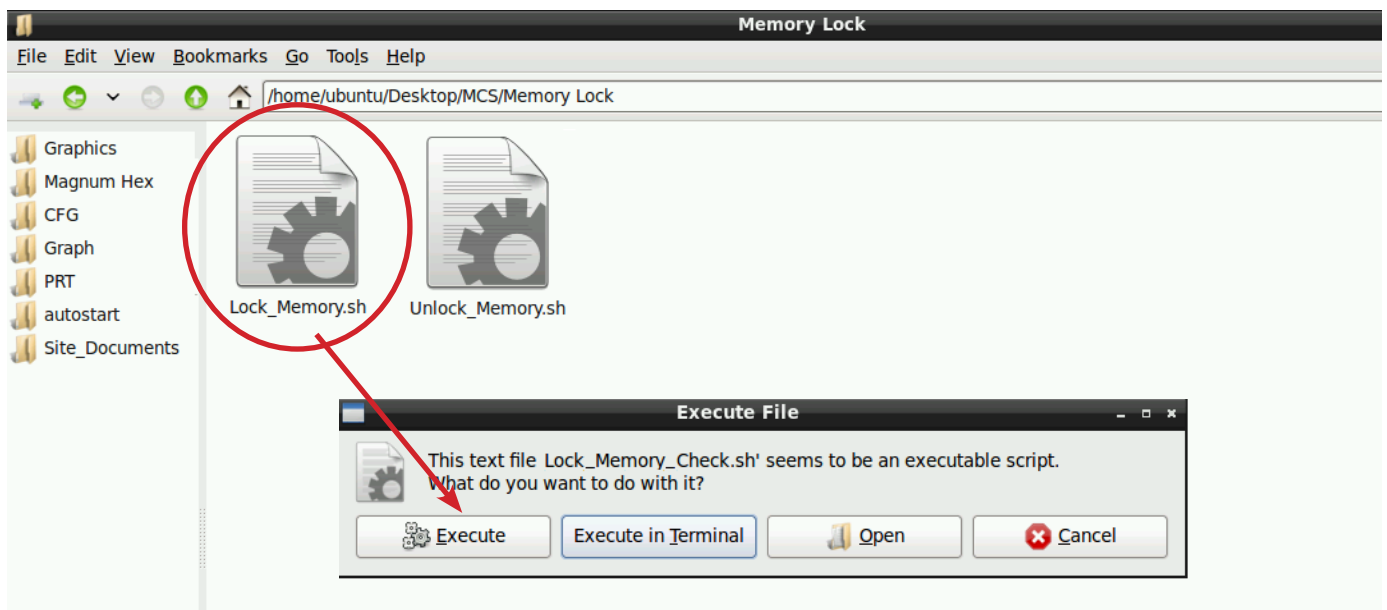 Memory Lock
File Edit View Bookmarks Go Tools Help
/home/ubuntu/Desktop/MCS/Memory Lock
Graphics
Magnum Hex
CFG
Graph
PRT
autostart
Site_Documents
Lock_Memory.sh
Unlock_Memory.sh
Execute File
This text file Lock_Memory_Check.sh' seems to be an executable script.
What do you want to do with it?
Execute
Execute in Terminal
Open
Cancel